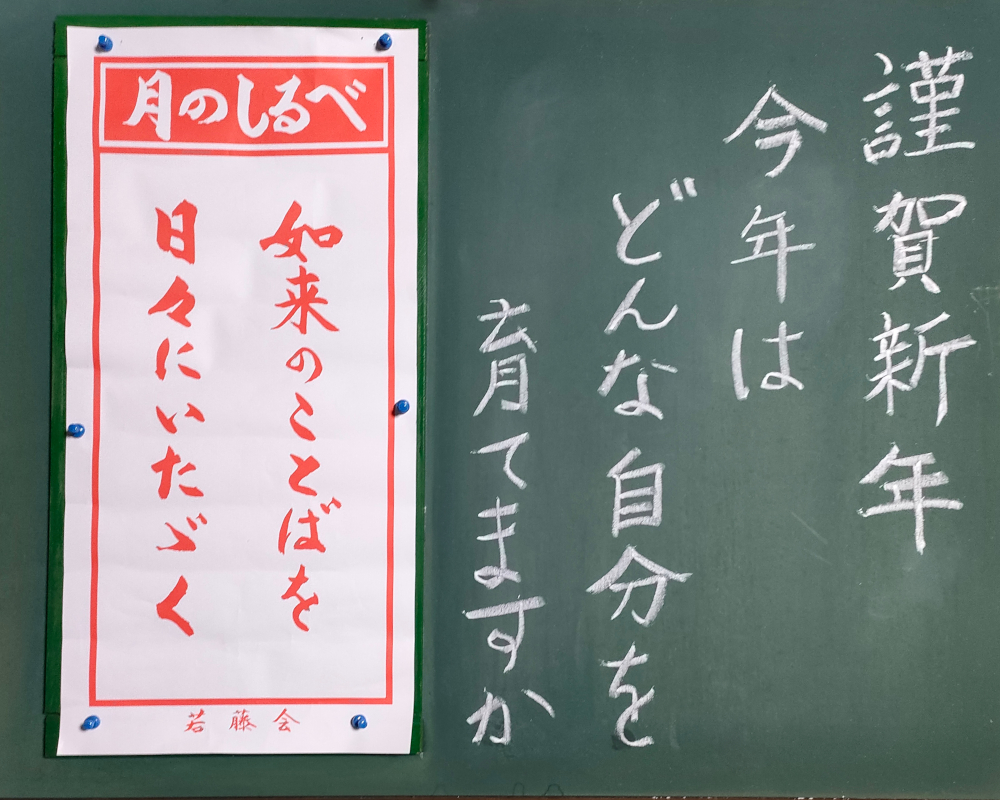 謹賀新年
今年は
どんな自分を
育てますか
月のしるべ
如来のことばを
日々にいたゞく
若藤会